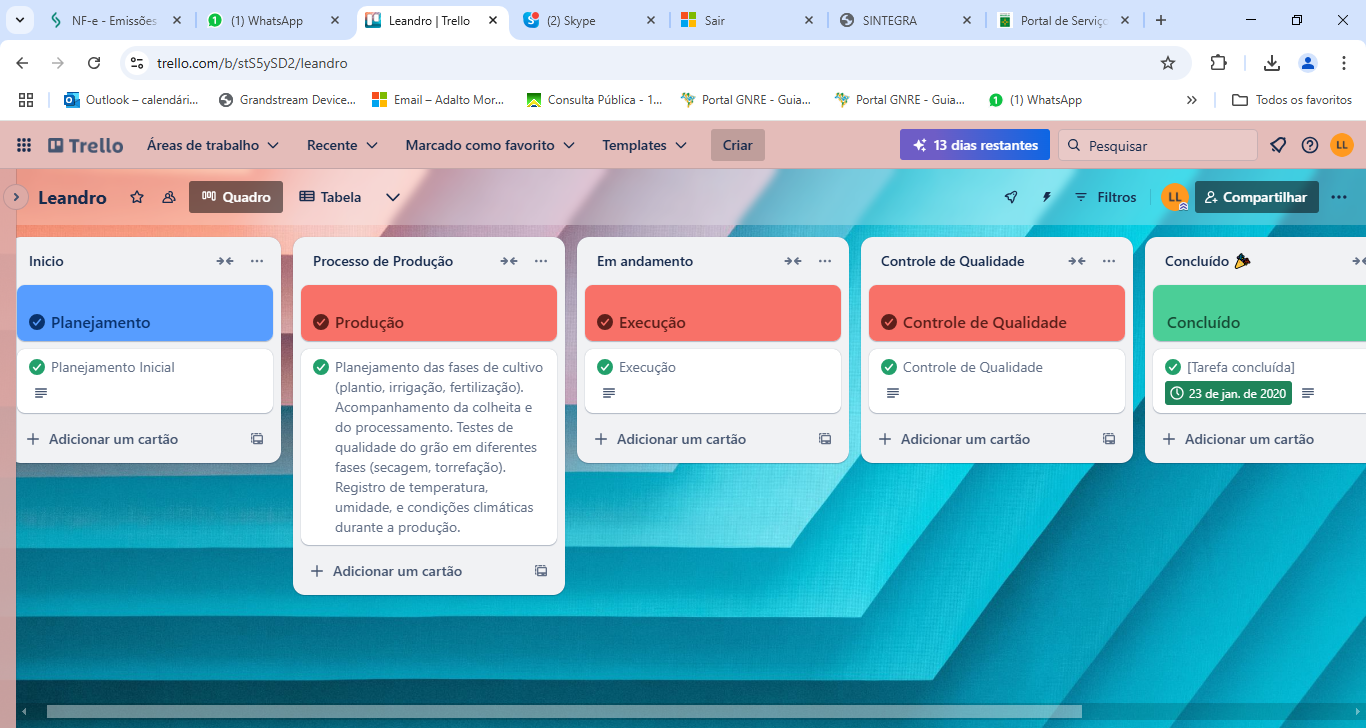 NF-e - Emissões
(1) WhatsApp
Leandro | Trello
(2) Skype
Sair
SINTEGRA
Portal de Serviço
trello.com/b/stS5ySD2/leandro
Outlook – calendári...
Grandstream Device...
Email – Adalto Mor...
Consulta Pública - 1...
Portal GNRE - Guia...
Portal GNRE - Guia...
(1) WhatsApp
Todos os favoritos
Trello
Áreas de trabalho
Recente
Marcado como favorito
Templates
Criar
13 dias restantes
Pesquisar
LL
Leandro
Quadro
Tabela
Filtros
LL
Compartilhar
Inicio
Planejamento
Planejamento Inicial
Adicionar um cartão
Processo de Produção
Produção
Planejamento das fases de cultivo
(plantio, irrigação, fertilização).
Acompanhamento da colheita e
do processamento. Testes de
qualidade do grão em diferentes
fases (secagem, torrefação).
Registro de temperatura,
umidade, e condições climáticas
durante a produção.
Adicionar um cartão
Em andamento
Execução
Execução
Adicionar um cartão
Controle de Qualidade
Controle de Qualidade
Controle de Qualidade
Adicionar um cartão
Concluído
Concluído
[Tarefa concluída]
23 de jan. de 2020
Adicionar um cartão